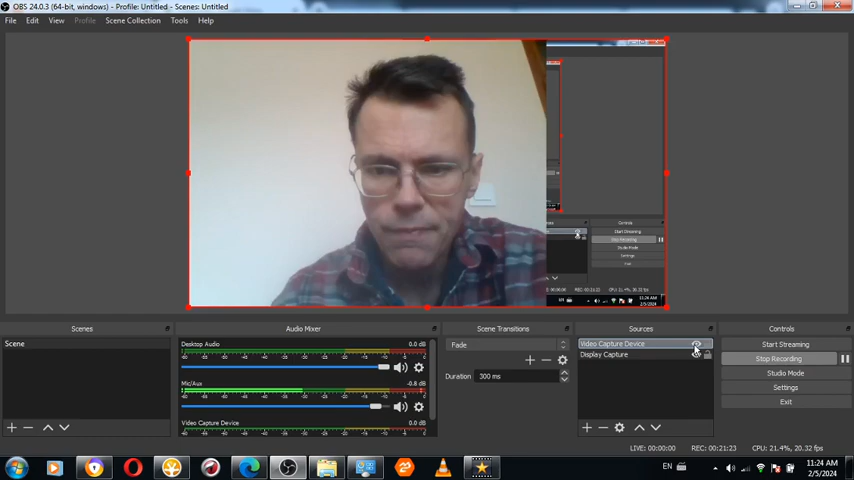 OBS 24.0.3 (64-bit, windows) - Profile: Untitled - Scenes: Untitled
File Edit View Profile Scene Collection Tools Help
Scenes
Scene
Audio Mixer
Desktop Audio 0.0 dB
Mic/Aux -0.8 dB
Video Capture Device 0.0 dB
Scene Transitions
Fade
Duration 300 ms
Sources
Video Capture Device
Display Capture
Controls
Start Streaming
Stop Recording
Studio Mode
Settings
Exit
LIVE: 00:00:00 REC: 00:21:23 CPU: 21.4%, 20.32 fps
EN 11:24 AM
2/5/2024